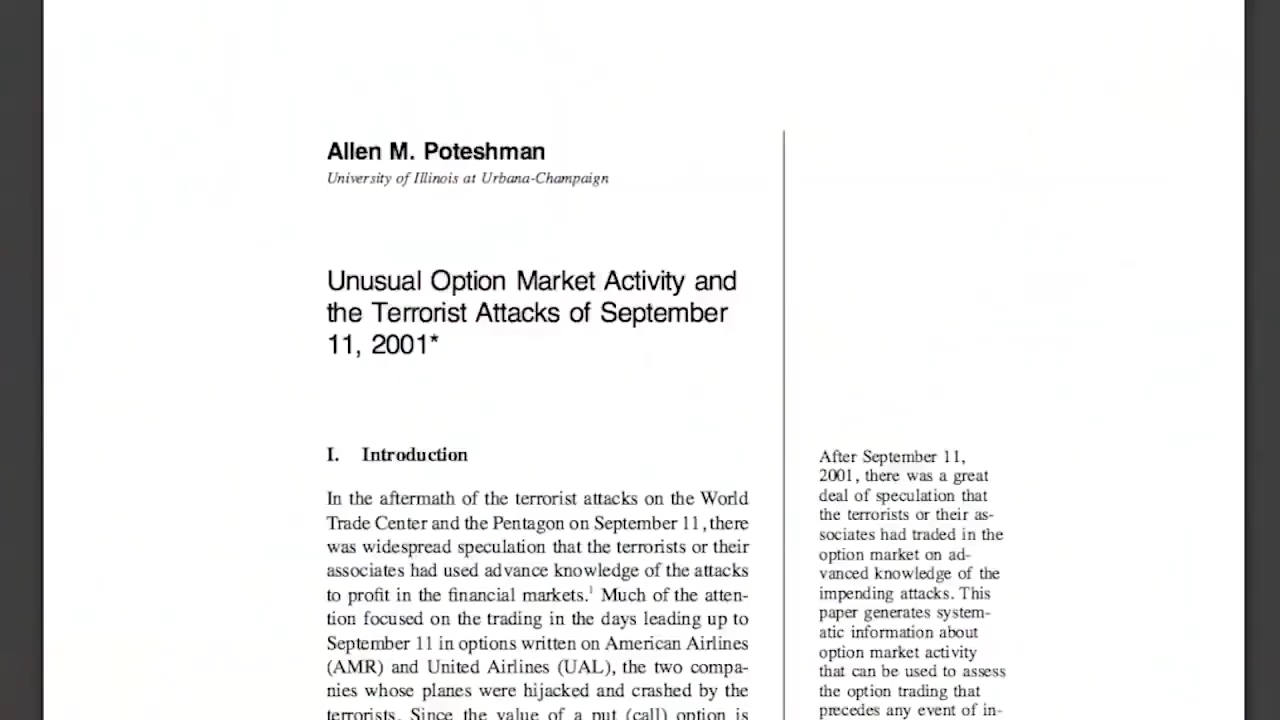 Allen M. Poteshman
University of Illinois at Urbana-Champaign
Unusual Option Market Activity and
the Terrorist Attacks of September
11, 2001*
I. Introduction
In the aftermath of the terrorist attacks on the World
Trade Center and the Pentagon on September 11, there
was widespread speculation that the terrorists or their
associates had used advance knowledge of the attacks
to profit in the financial markets.¹ Much of the atten-
tion focused on the trading in the days leading up to
September 11 in options written on American Airlines
(AMR) and United Airlines (UAL), the two compa-
nies whose planes were hijacked and crashed by the
terrorists. Since the value of a put (call) option is
After September 11,
2001, there was a great
deal of speculation that
the terrorists or their as-
sociates had traded in the
option market on ad-
vanced knowledge of the
impending attacks. This
paper generates system-
atic information about
option market activity
that can be used to assess
the option trading that
precedes any event of in-